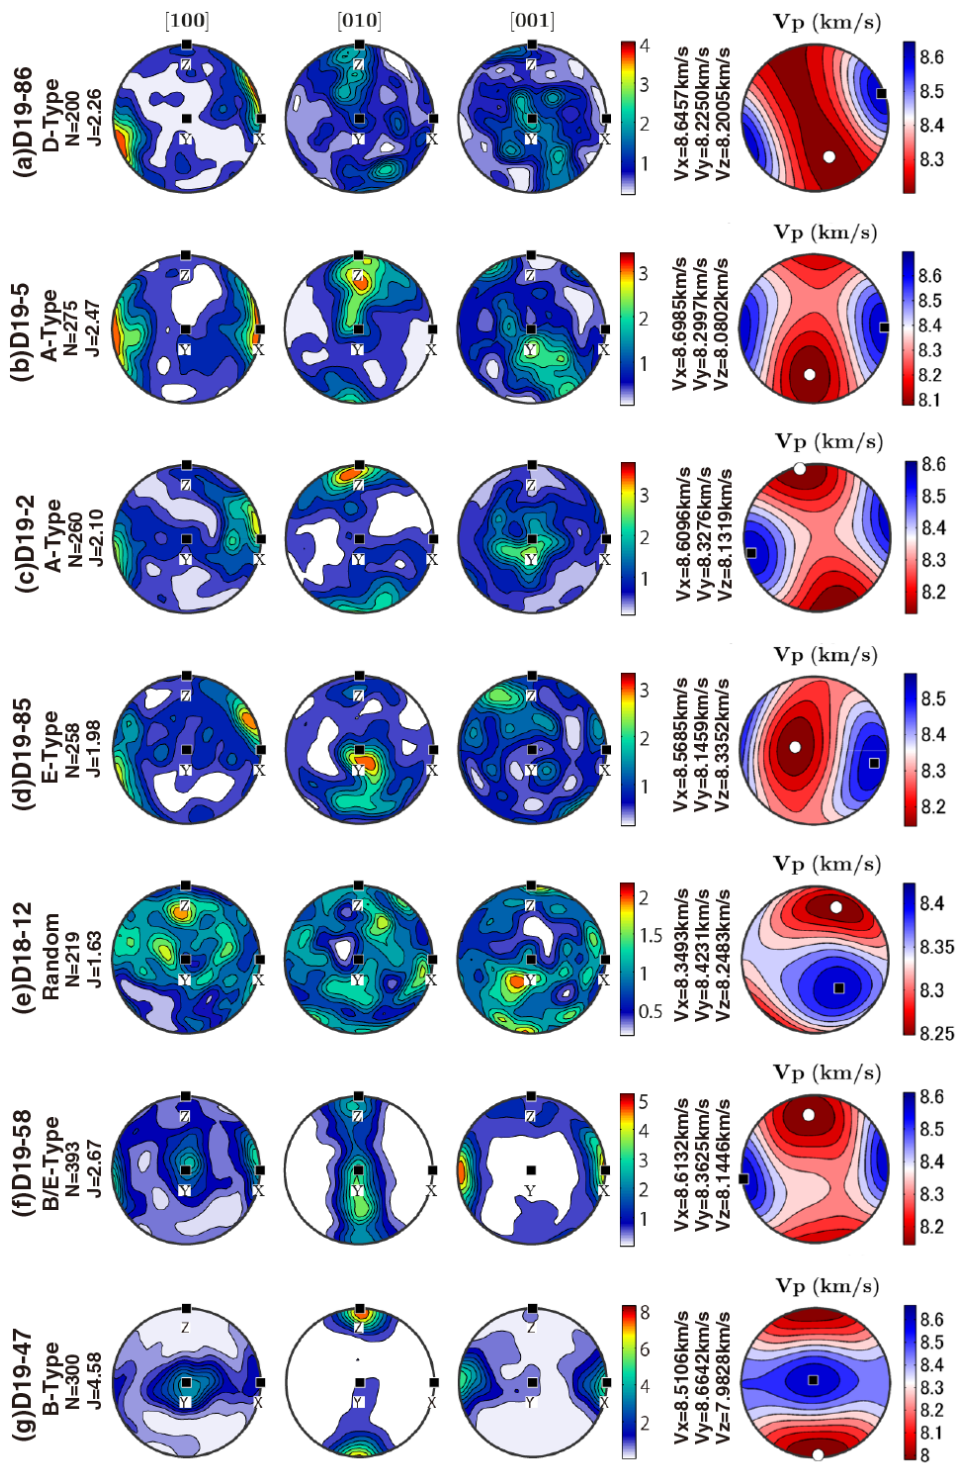 [100] [010] [001] Vp (km/s)
(a)D19-86
D-Type
N=200
J=2.26
Z Y X
Z Y X
Z Y X
4
3
2
1
Vx=8.6457km/s
Vy=8.2250km/s
Vz=8.2005km/s
8.6
8.5
8.4
8.3
Vp (km/s)
(b)D19-5
A-Type
N=275
J=2.47
Z Y X
Z Y X
Z Y X
3
2
1
Vx=8.6985km/s
Vy=8.2997km/s
Vz=8.0802km/s
8.6
8.5
8.4
8.3
8.2
8.1
Vp (km/s)
(c)D19-2
A-Type
N=260
J=2.10
Z Y X
Z Y X
Z Y X
3
2
1
Vx=8.6096km/s
Vy=8.3276km/s
Vz=8.1319km/s
8.6
8.5
8.4
8.3
8.2
Vp (km/s)
(d)D19-85
E-Type
N=258
J=1.98
Z Y X
Z Y X
Z Y X
3
2
1
Vx=8.5685km/s
Vy=8.1459km/s
Vz=8.3352km/s
8.5
8.4
8.3
8.2
Vp (km/s)
(e)D18-12
Random
N=219
J=1.63
Z Y X
Z Y X
Z Y X
2
1.5
1
0.5
Vx=8.3493km/s
Vy=8.4231km/s
Vz=8.2483km/s
8.4
8.35
8.3
8.25
Vp (km/s)
(f)D19-58
B/E-Type
N=393
J=2.67
Z Y X
Z Y X
Z Y X
5
4
3
2
1
Vx=8.6132km/s
Vy=8.3625km/s
Vz=8.1446km/s
8.6
8.5
8.4
8.3
8.2
Vp (km/s)
(g)D19-47
B-Type
N=300
J=4.58
Z Y X
Z Y X
Z Y X
8
6
4
2
Vx=8.5106km/s
Vy=8.6642km/s
Vz=7.9828km/s
8.6
8.5
8.4
8.3
8.2
8.1
8